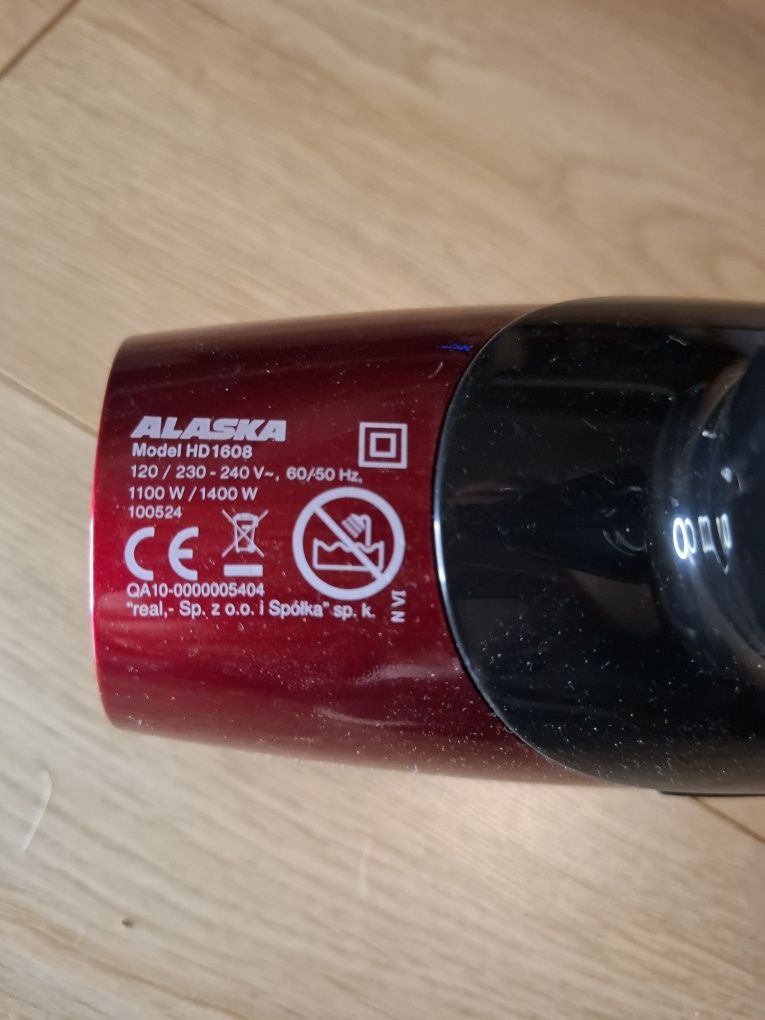 ALASKA
Model HD1608
120 / 230 - 240 V~, 60/50 Hz,
1100 W / 1400 W
100524
CE
QA10-0000005404
"real,- Sp. z o.o. i Spółka" sp. k.
N VI